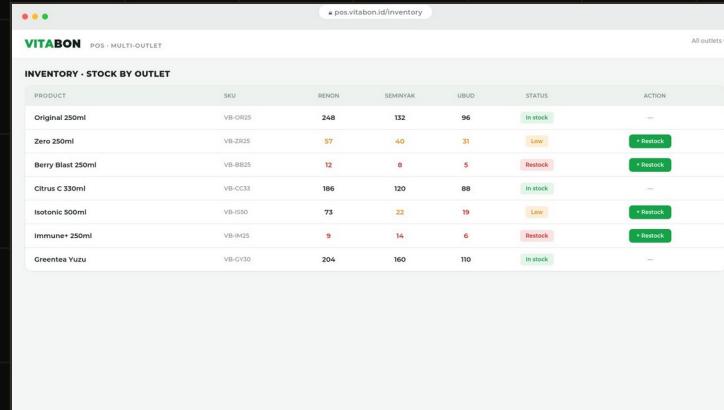 pos.vitabon.id/inventory
VITABON POS · MULTI-OUTLET
All outlets
INVENTORY · STOCK BY OUTLET
PRODUCT SKU RENON SEMINYAK UBUD STATUS ACTION
Original 250ml VB-OR25 248 132 96 In stock —
Zero 250ml VB-ZR25 57 40 31 Low + Restock
Berry Blast 250ml VB-BB25 12 8 5 Restock + Restock
Citrus C 330ml VB-CC33 186 120 88 In stock —
Isotonic 500ml VB-IS50 73 22 19 Low + Restock
Immune+ 250ml VB-IM25 9 14 6 Restock + Restock
Greentea Yuzu VB-GY30 204 160 110 In stock —